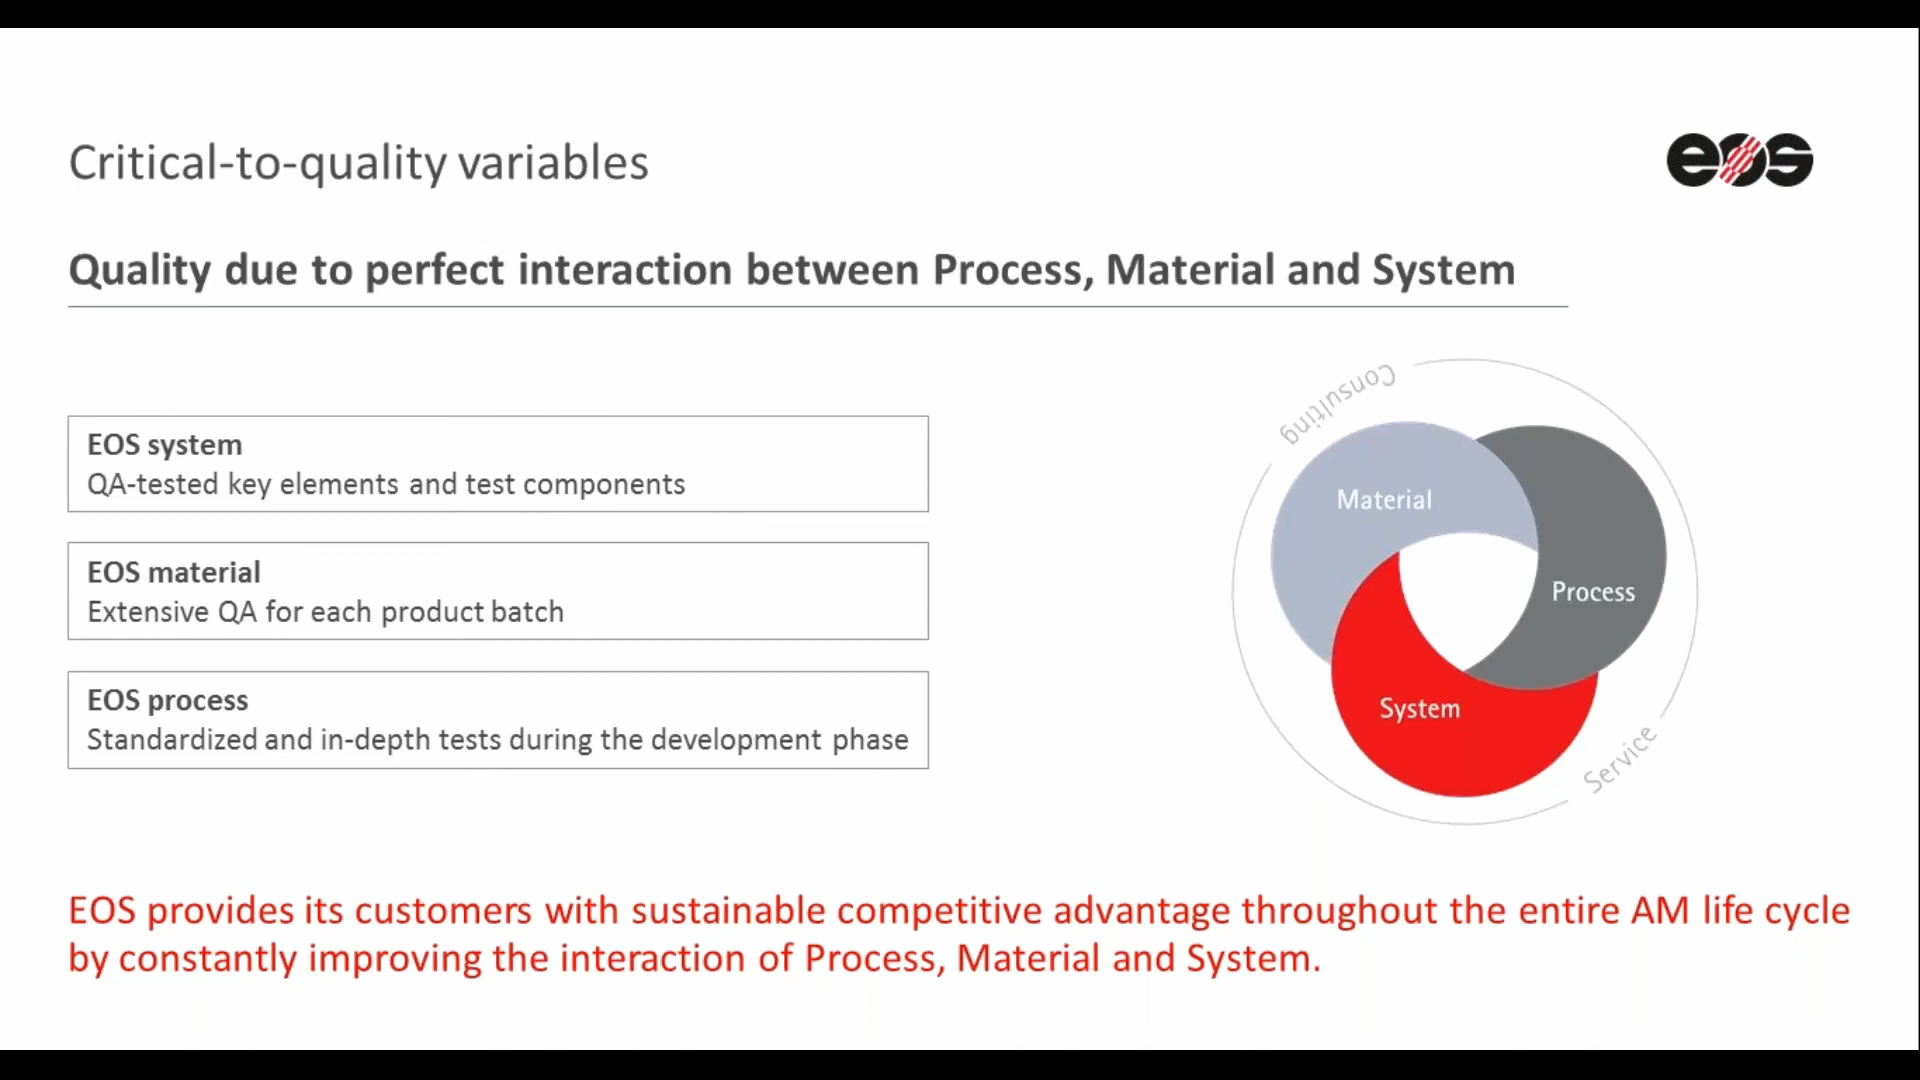 Critical-to-quality variables
eos
Quality due to perfect interaction between Process, Material and System
EOS system
QA-tested key elements and test components
EOS material
Extensive QA for each product batch
EOS process
Standardized and in-depth tests during the development phase
Consulting
Material
Process
System
Service
EOS provides its customers with sustainable competitive advantage throughout the entire AM life cycle
by constantly improving the interaction of Process, Material and System.